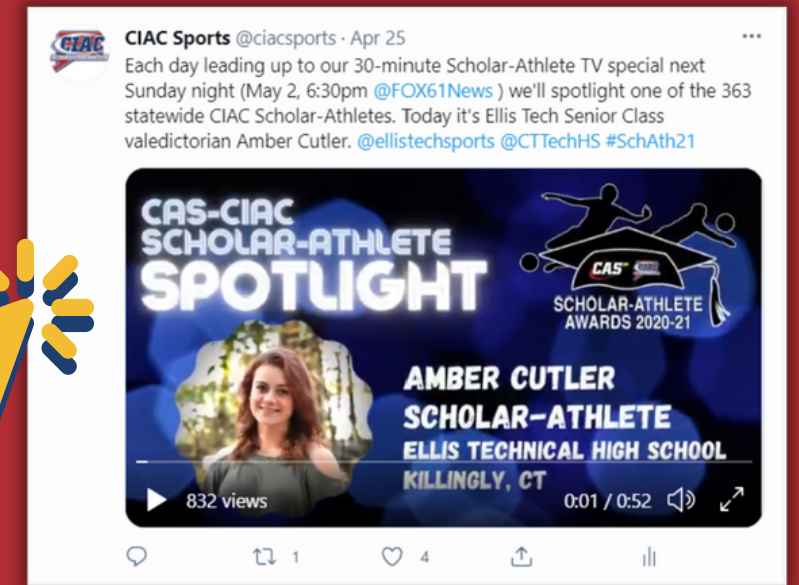 CIAC
CIAC Sports @ciacsports · Apr 25
Each day leading up to our 30-minute Scholar-Athlete TV special next
Sunday night (May 2, 6:30pm @FOX61News ) we'll spotlight one of the 363
statewide CIAC Scholar-Athletes. Today it's Ellis Tech Senior Class
valedictorian Amber Cutler. @ellistechsports @CTTechHS #SchAth21
CAS-CIAC
SCHOLAR-ATHLETE
SPOTLIGHT
CAS CIAC
SCHOLAR-ATHLETE
AWARDS 2020-21
AMBER CUTLER
SCHOLAR-ATHLETE
ELLIS TECHNICAL HIGH SCHOOL
KILLINGLY, CT
832 views
0:01 / 0:52
1
4